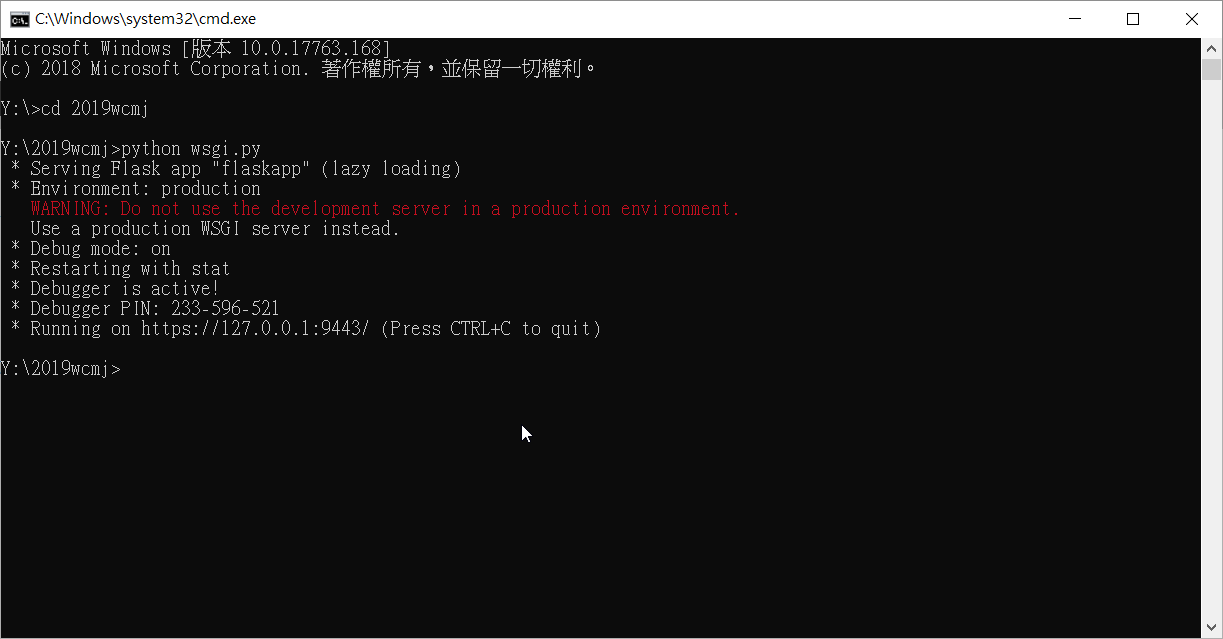 C:\Windows\system32\cmd.exe
Microsoft Windows [版本 10.0.17763.168]
(c) 2018 Microsoft Corporation. 著作權所有，並保留一切權利。
Y:\>cd 2019wcmj
Y:\2019wcmj>python wsgi.py
 * Serving Flask app "flaskapp" (lazy loading)
 * Environment: production
   WARNING: Do not use the development server in a production environment.
   Use a production WSGI server instead.
 * Debug mode: on
 * Restarting with stat
 * Debugger is active!
 * Debugger PIN: 233-596-521
 * Running on https://127.0.0.1:9443/ (Press CTRL+C to quit)
Y:\2019wcmj>